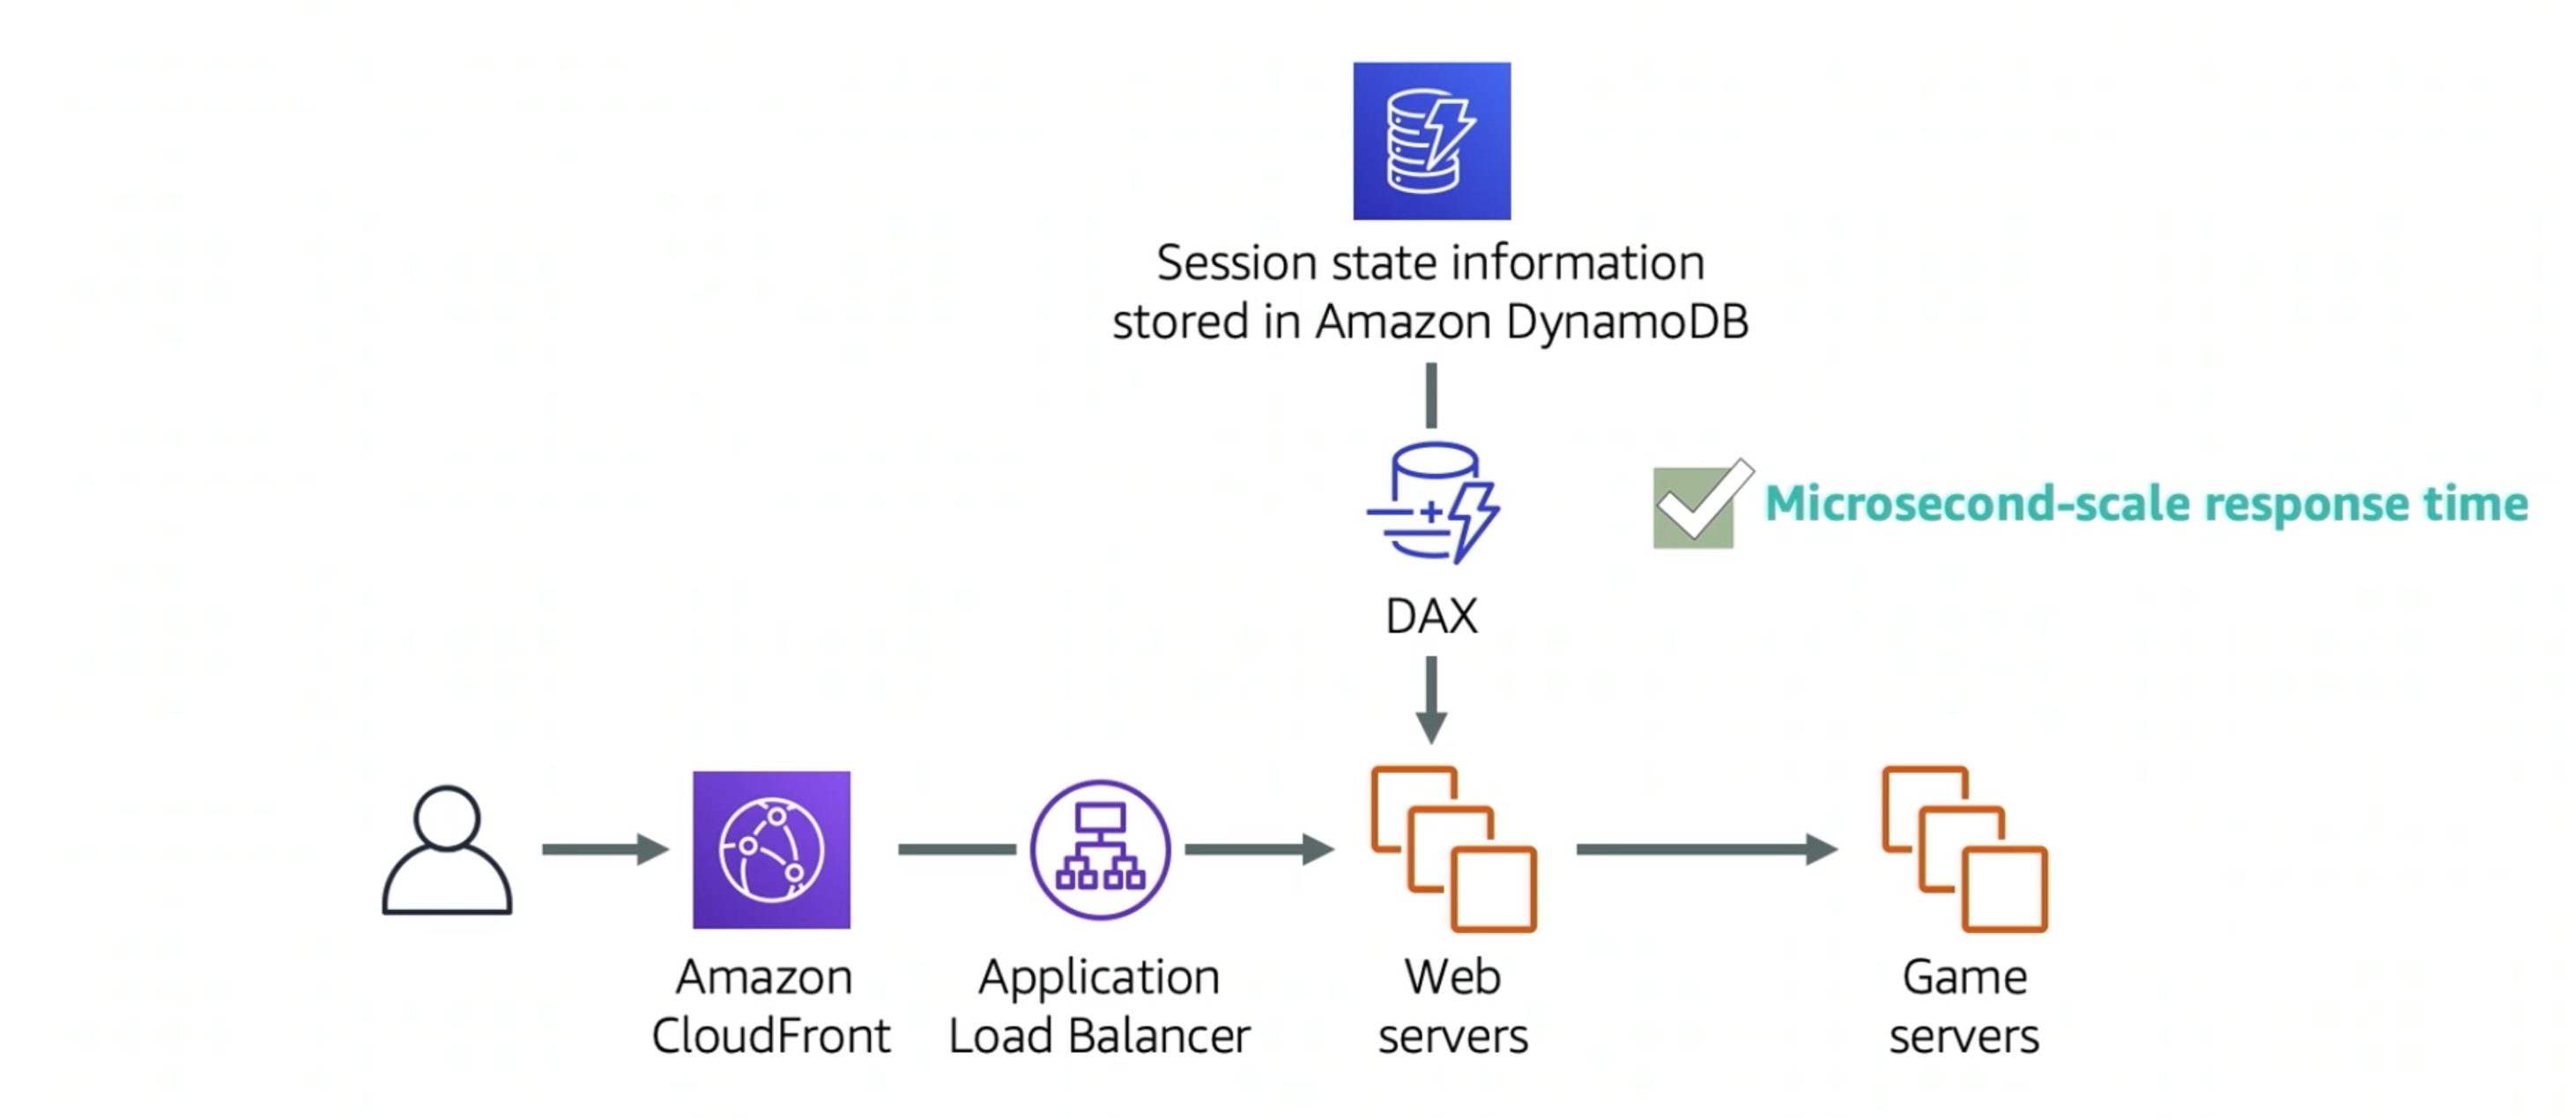 Session state information
stored in Amazon DynamoDB
Microsecond-scale response time
DAX
Amazon
CloudFront
Application
Load Balancer
Web
servers
Game
servers